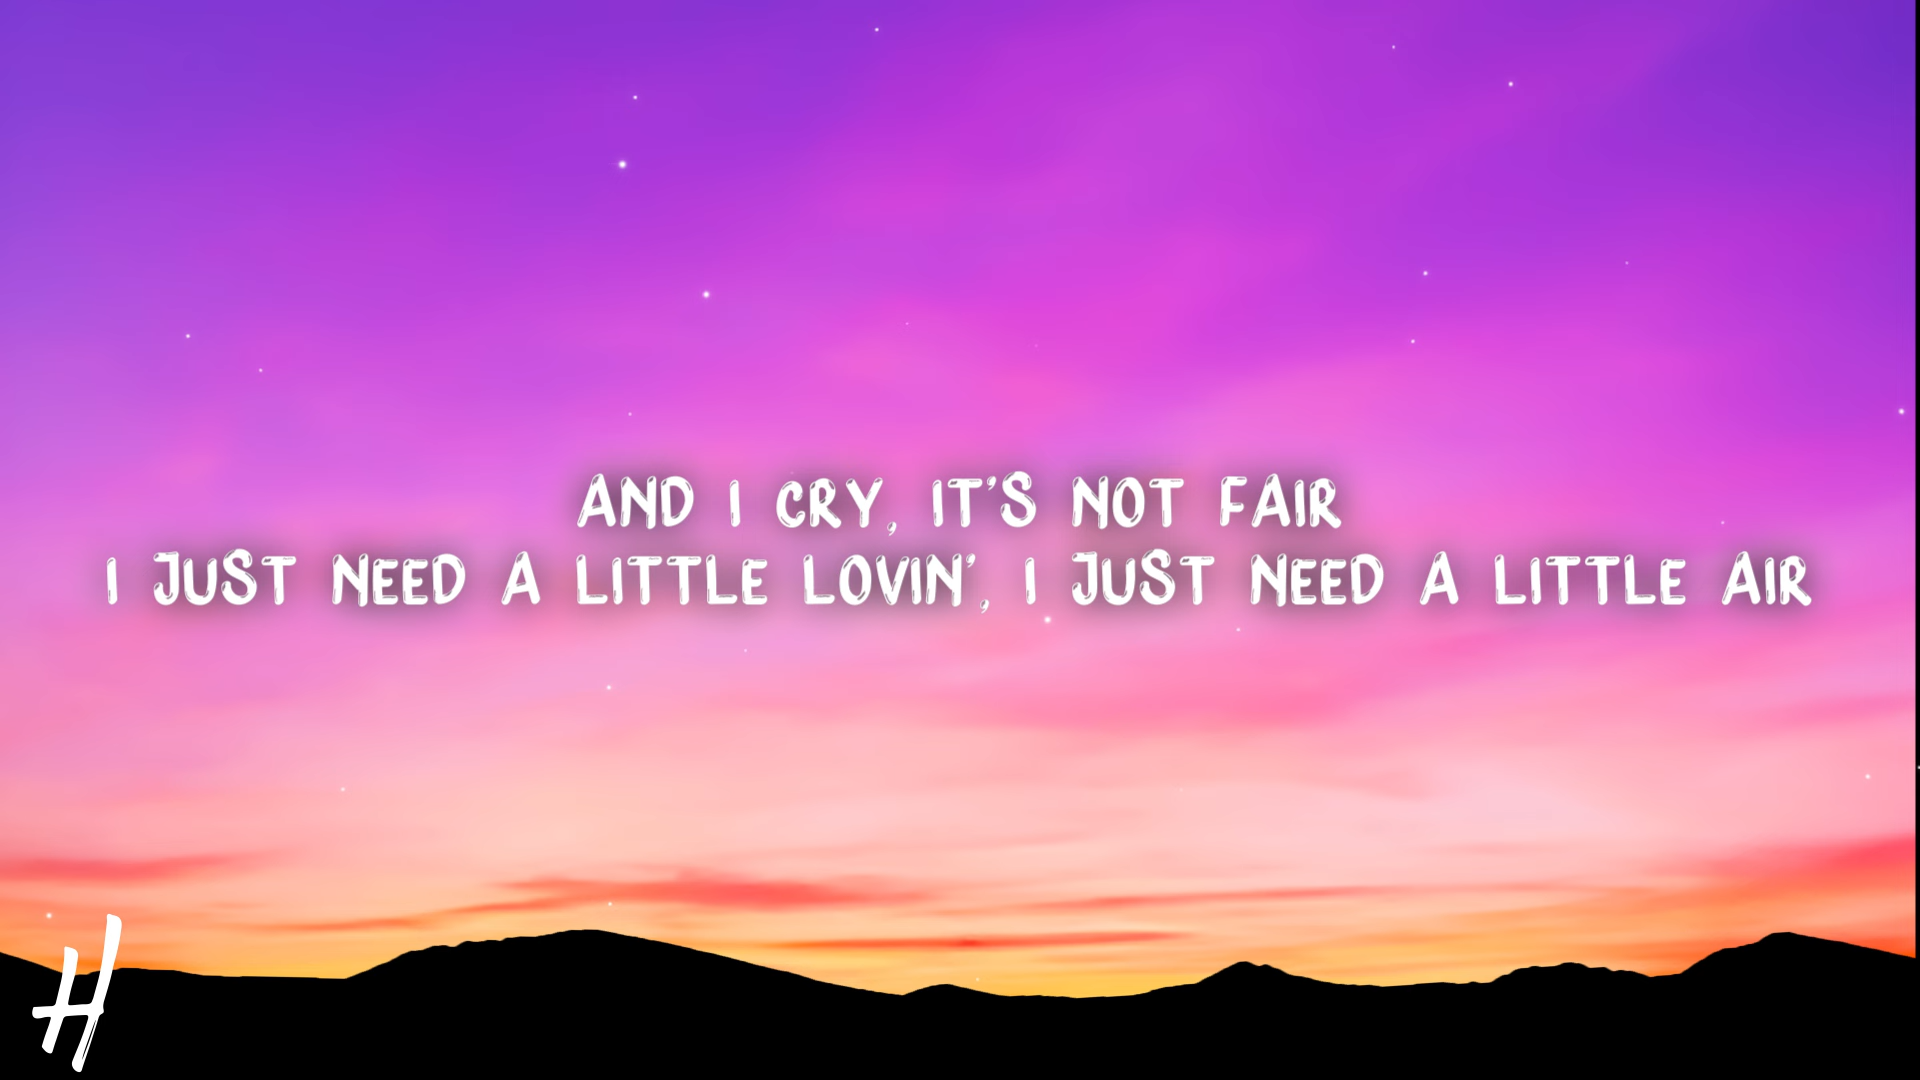 AND I CRY, IT'S NOT FAIR
I JUST NEED A LITTLE LOVIN', I JUST NEED A LITTLE AIR
H